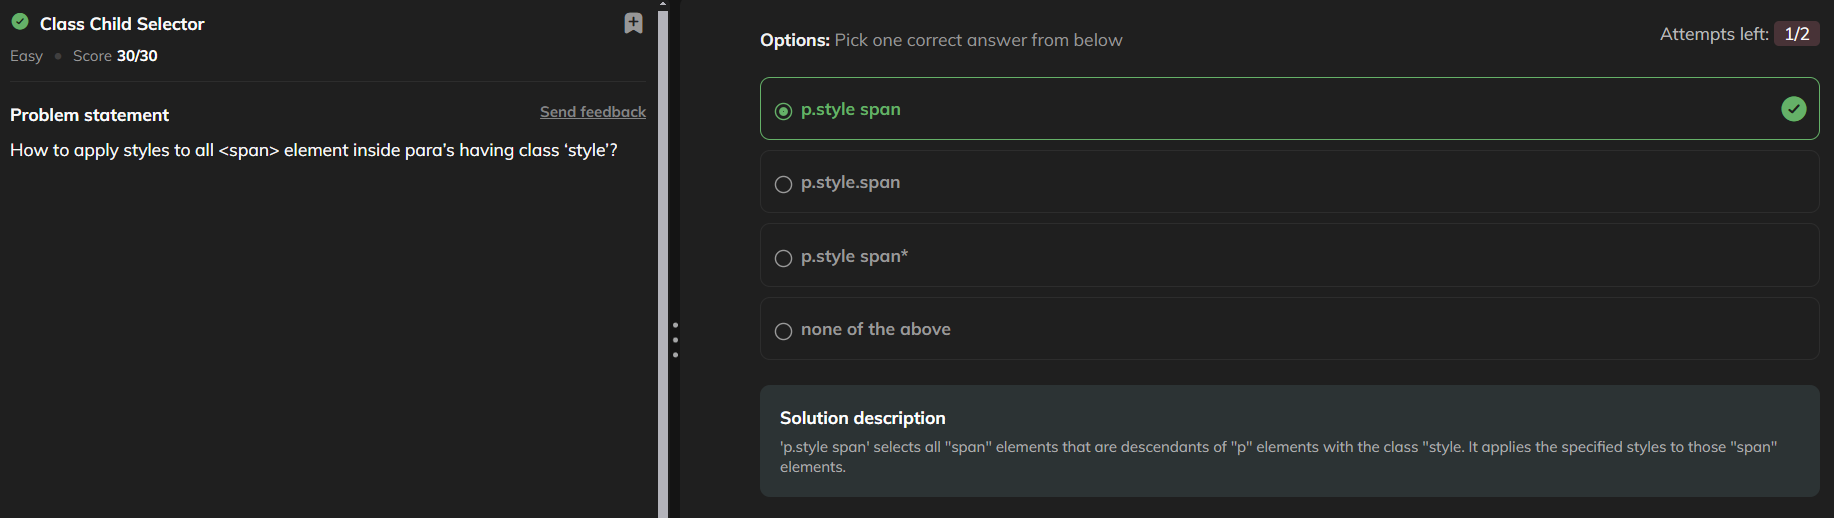 Class Child Selector
Easy • Score 30/30
Problem statement
Send feedback
How to apply styles to all <span> element inside para’s having class ‘style’?
Options: Pick one correct answer from below
Attempts left: 1/2
p.style span
p.style.span
p.style span*
none of the above
Solution description
'p.style span' selects all "span" elements that are descendants of "p" elements with the class "style. It applies the specified styles to those "span"
elements.